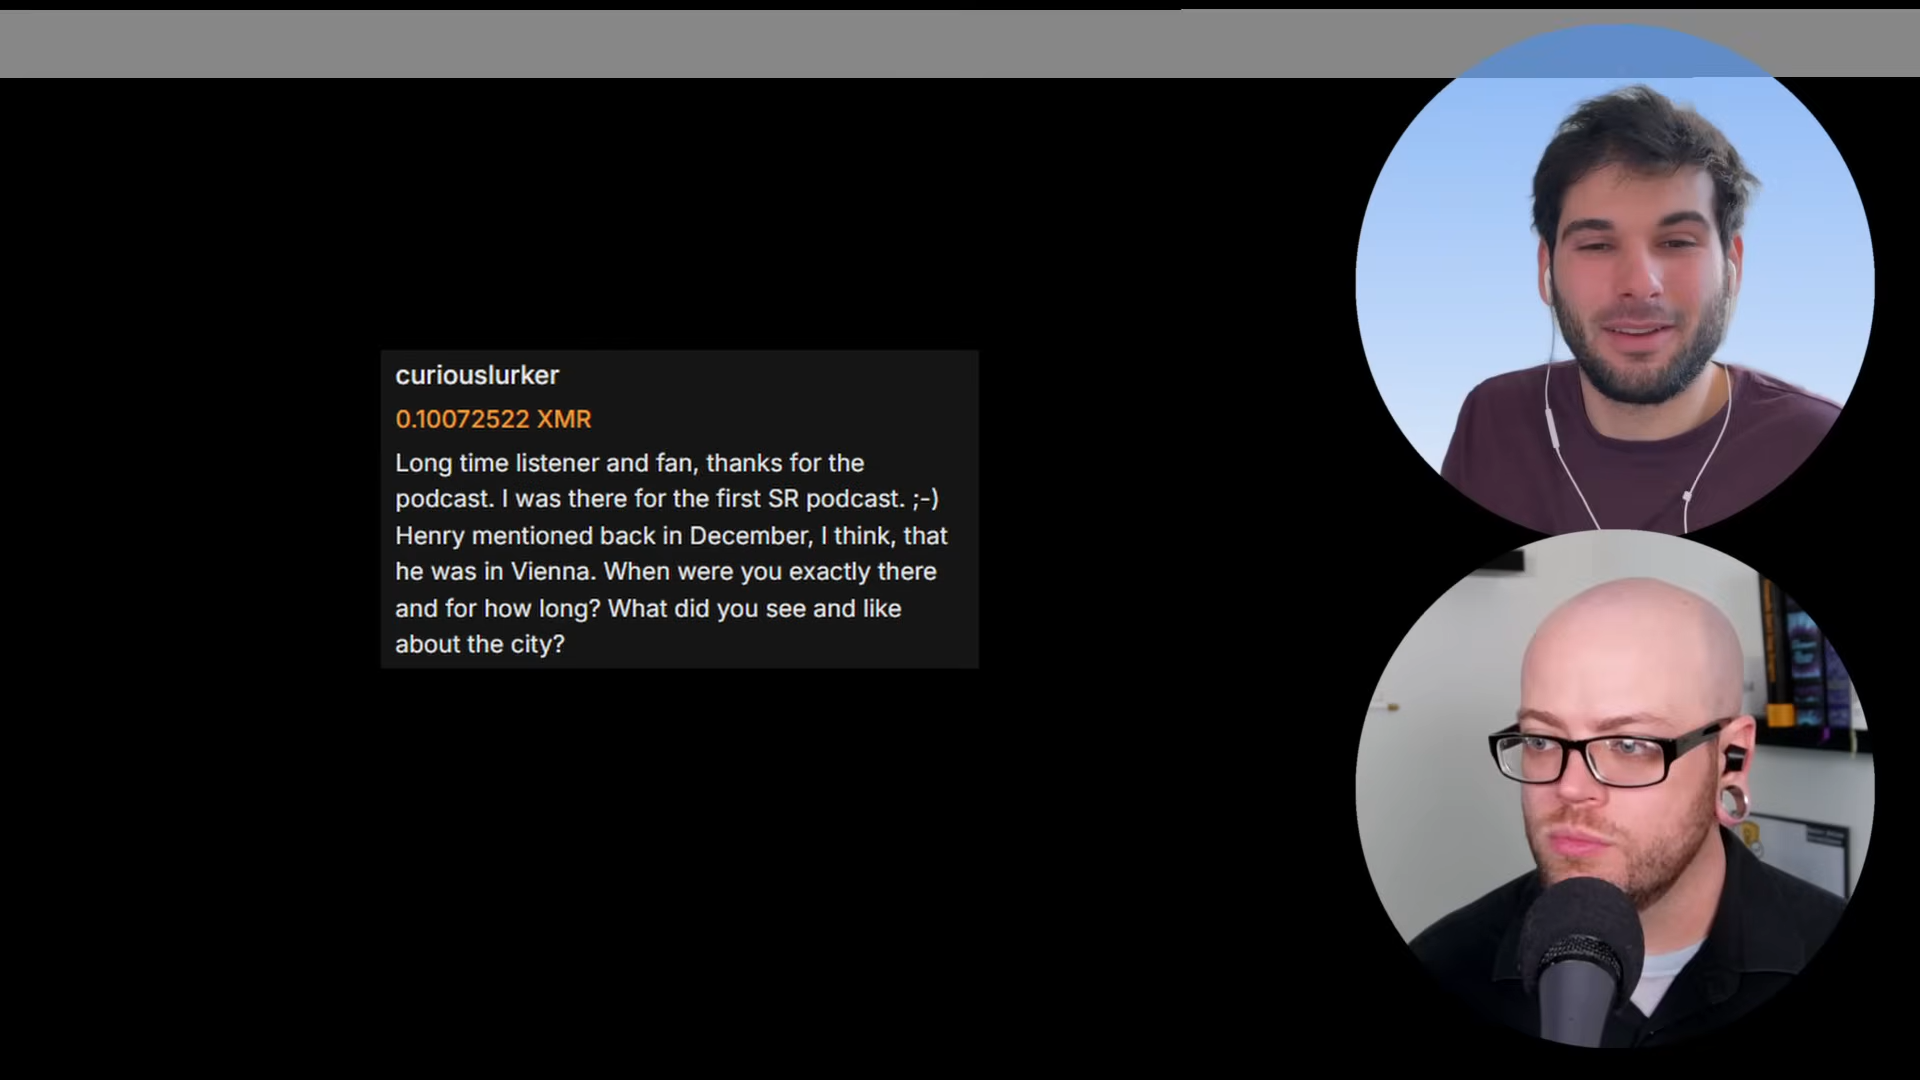 curiouslurker
0.10072522 XMR
Long time listener and fan, thanks for the
podcast. I was there for the first SR podcast. ;-)
Henry mentioned back in December, I think, that
he was in Vienna. When were you exactly there
and for how long? What did you see and like
about the city?